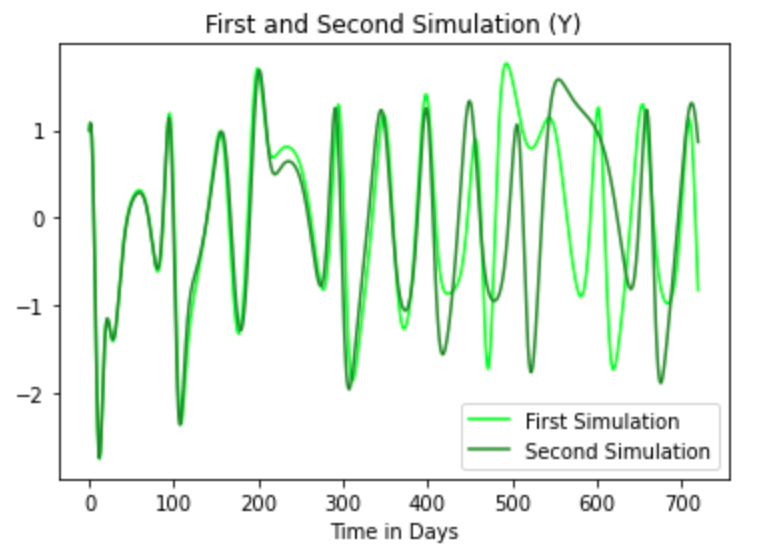 First and Second Simulation (Y)
1
0
−1
−2
First Simulation
Second Simulation
0 100 200 300 400 500 600 700
Time in Days